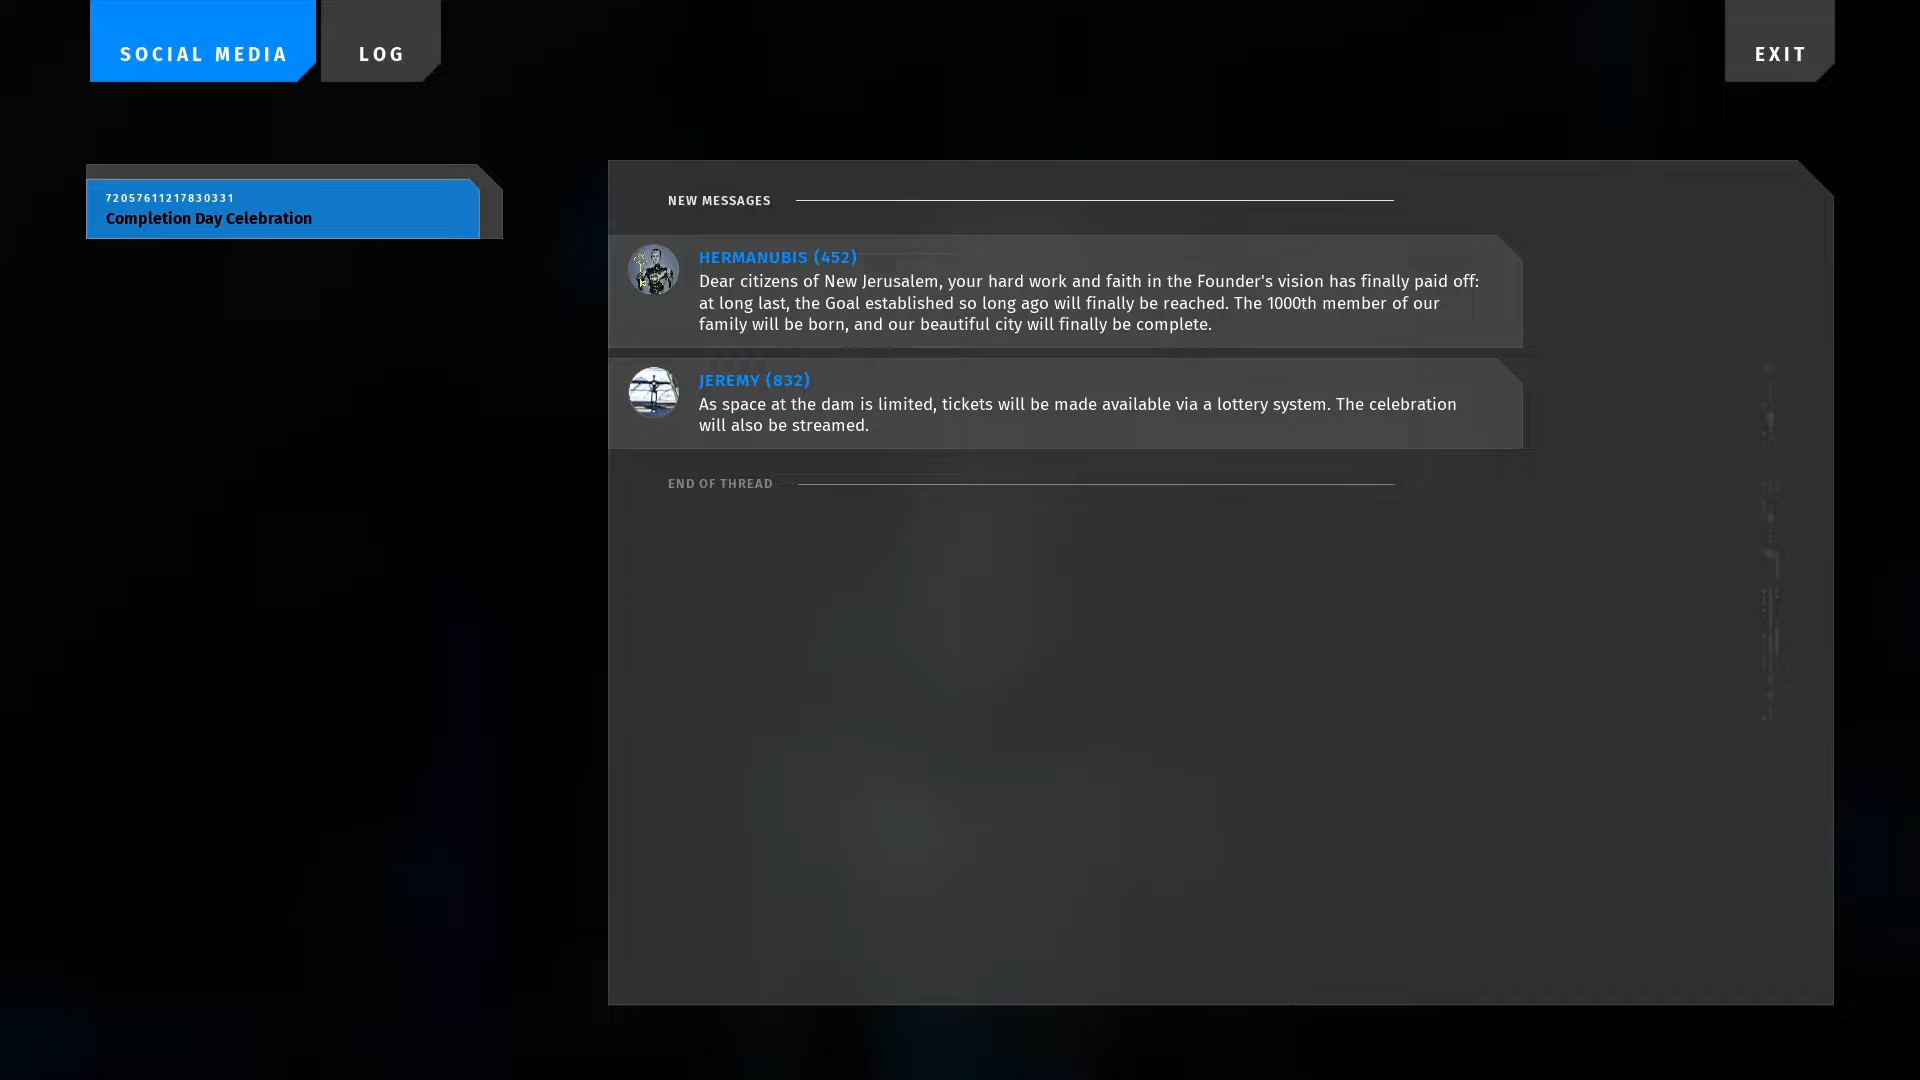 SOCIAL MEDIA
LOG
EXIT
72057611217830331
Completion Day Celebration
NEW MESSAGES
HERMANUBIS (452)
Dear citizens of New Jerusalem, your hard work and faith in the Founder's vision has finally paid off:
at long last, the Goal established so long ago will finally be reached. The 1000th member of our
family will be born, and our beautiful city will finally be complete.
JEREMY (832)
As space at the dam is limited, tickets will be made available via a lottery system. The celebration
will also be streamed.
END OF THREAD